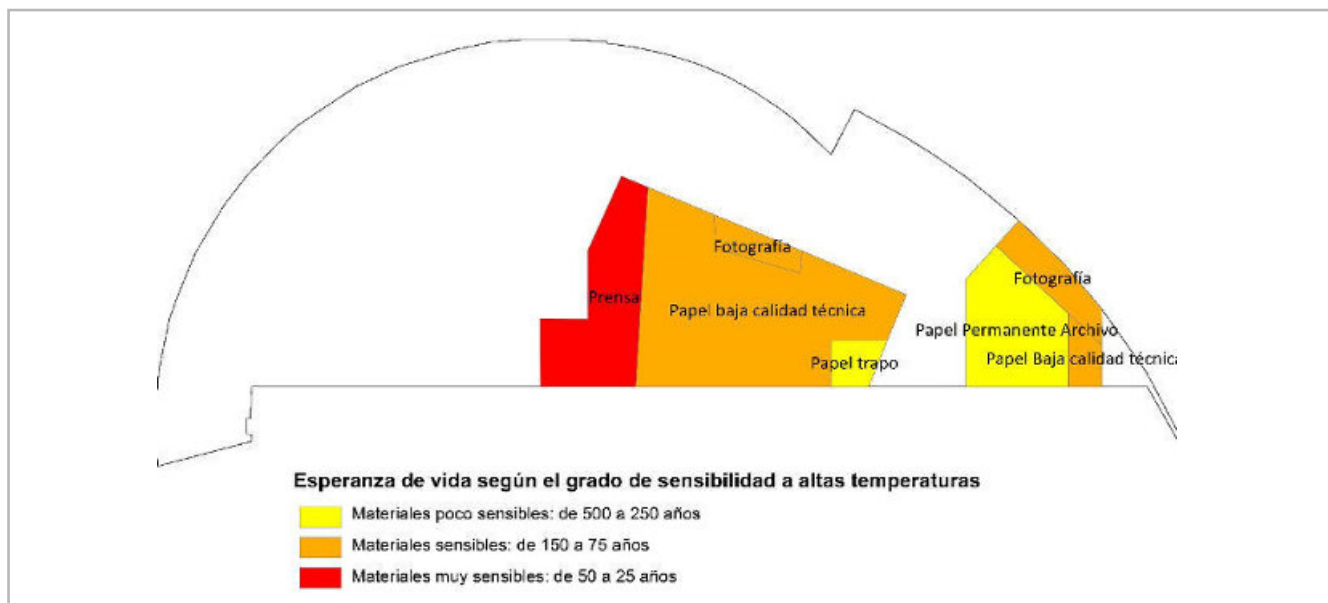 Fotografía
Prensa
Papel baja calidad técnica
Papel trapo
Fotografía
Papel Permanente Archivo
Papel Baja calidad técnica
Esperanza de vida según el grado de sensibilidad a altas temperaturas
Materiales poco sensibles: de 500 a 250 años
Materiales sensibles: de 150 a 75 años
Materiales muy sensibles: de 50 a 25 años